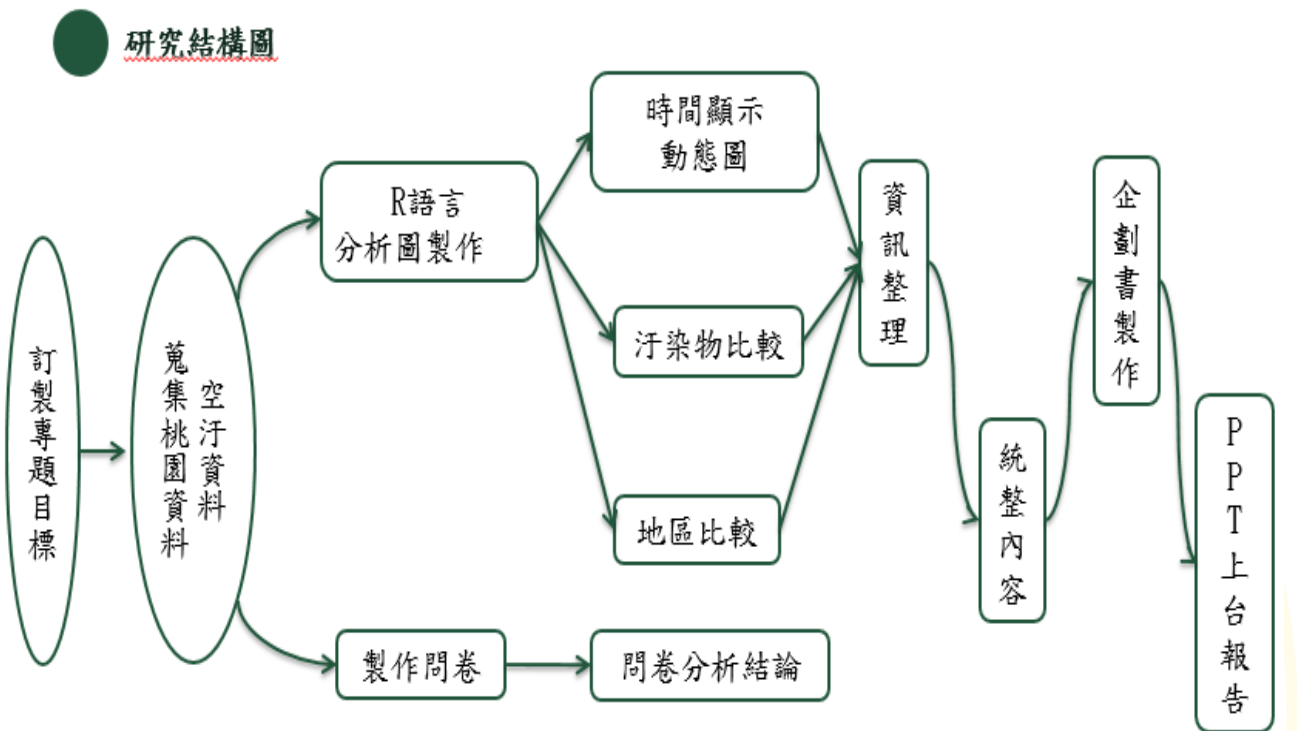 研究結構圖
訂製專題目標
蒐集桃園資料
空汙資料
R語言
分析圖製作
時間顯示
動態圖
汙染物比較
地區比較
製作問卷
問卷分析結論
資訊整理
統整內容
企劃書製作
PPT上台報告